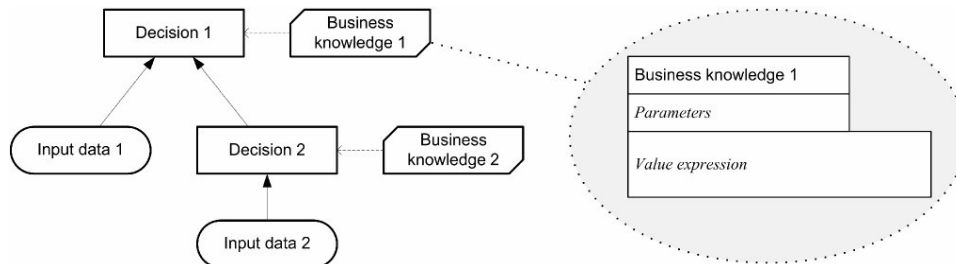 Decision 1
Business
knowledge 1
Business knowledge 1
Parameters
Value expression
Input data 1
Decision 2
Business
knowledge 2
Input data 2